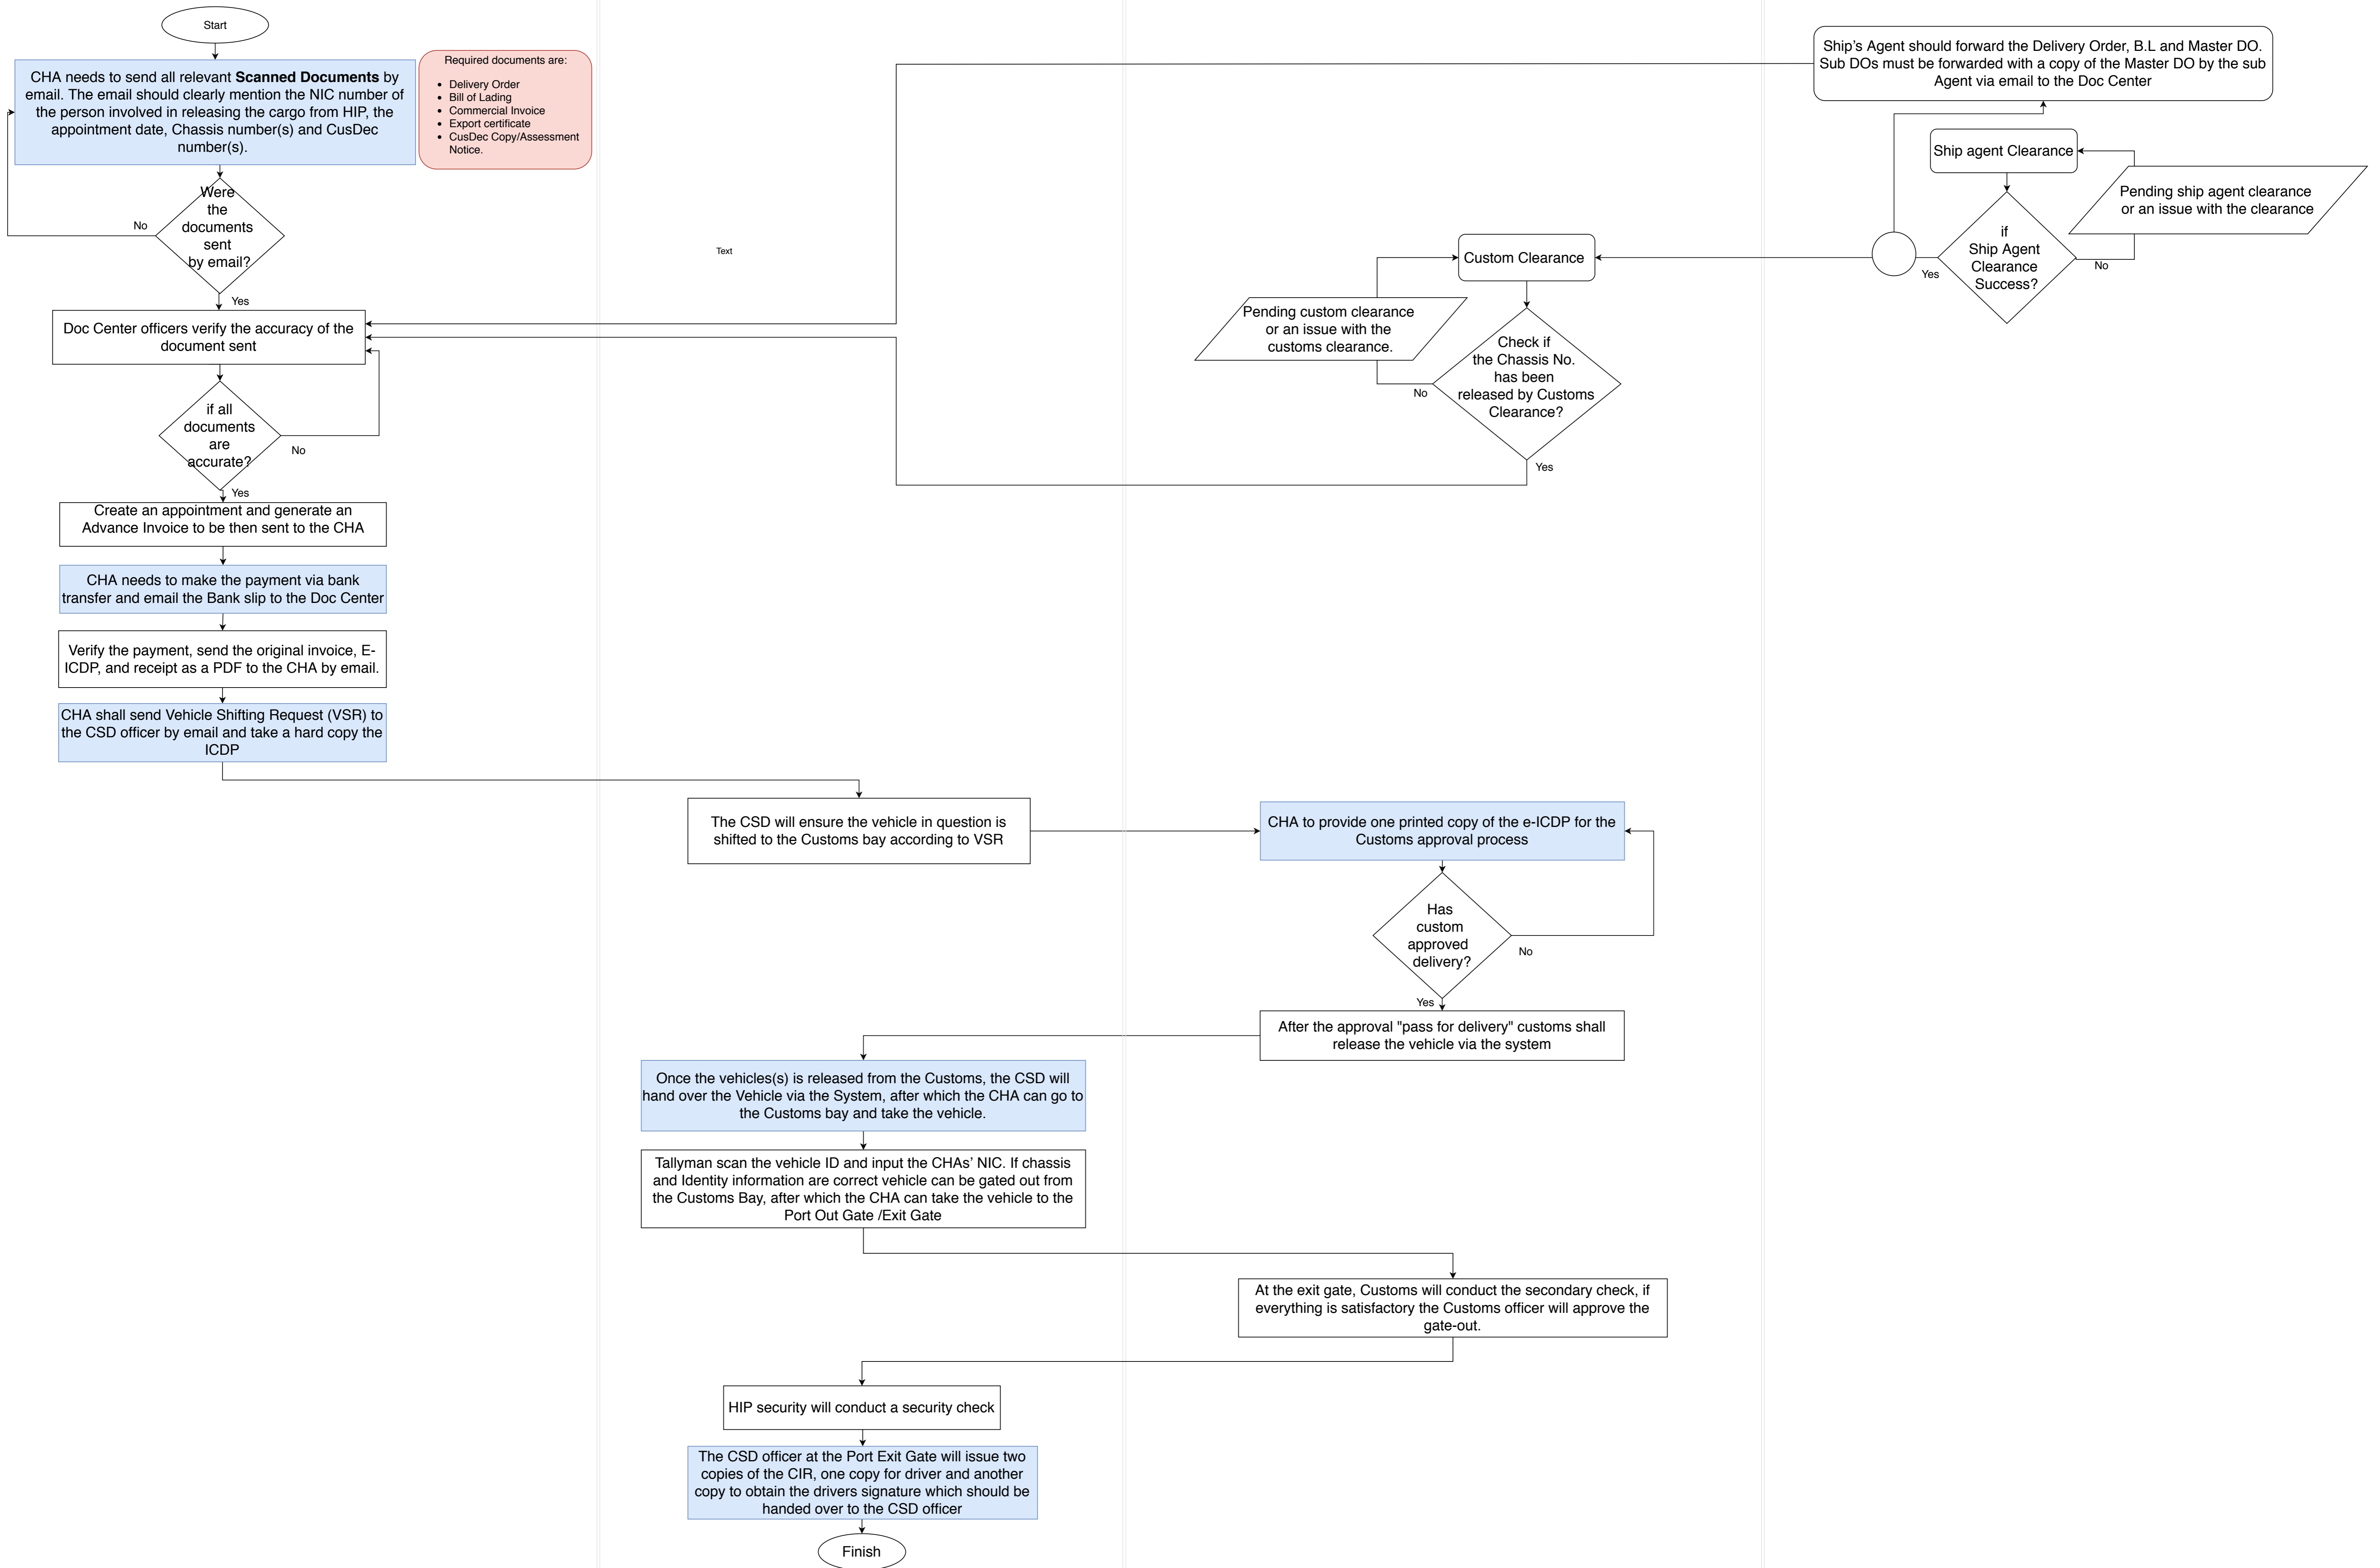 Start
CHA needs to send all relevant Scanned Documents by
email. The email should clearly mention the NIC number of
the person involved in releasing the cargo from HIP, the
appointment date, Chassis number(s) and CusDec
number(s).
Required documents are:
• Delivery Order
• Bill of Lading
• Commercial Invoice
• Export certificate
• CusDec Copy/Assessment
Notice.
Were
the
documents
sent
by email?
No
Yes
Doc Center officers verify the accuracy of the
document sent
if all
documents
are
accurate?
No
Yes
Create an appointment and generate an
Advance Invoice to be then sent to the CHA
CHA needs to make the payment via bank
transfer and email the Bank slip to the Doc Center
Verify the payment, send the original invoice, E-
ICDP, and receipt as a PDF to the CHA by email.
CHA shall send Vehicle Shifting Request (VSR) to
the CSD officer by email and take a hard copy the
ICDP
Text
Ship's Agent should forward the Delivery Order, B.L and Master DO.
Sub DOs must be forwarded with a copy of the Master DO by the sub
Agent via email to the Doc Center
Ship agent Clearance
Pending ship agent clearance
or an issue with the clearance
if
Ship Agent
Clearance
Success?
No
Yes
Custom Clearance
Pending custom clearance
or an issue with the
customs clearance.
Check if
the Chassis No.
has been
released by Customs
Clearance?
No
Yes
The CSD will ensure the vehicle in question is
shifted to the Customs bay according to VSR
CHA to provide one printed copy of the e-ICDP for the
Customs approval process
Has
custom
approved
delivery?
No
Yes
After the approval "pass for delivery" customs shall
release the vehicle via the system
Once the vehicles(s) is released from the Customs, the CSD will
hand over the Vehicle via the System, after which the CHA can go to
the Customs bay and take the vehicle.
Tallyman scan the vehicle ID and input the CHAs' NIC. If chassis
and Identity information are correct vehicle can be gated out from
the Customs Bay, after which the CHA can take the vehicle to the
Port Out Gate /Exit Gate
At the exit gate, Customs will conduct the secondary check, if
everything is satisfactory the Customs officer will approve the
gate-out.
HIP security will conduct a security check
The CSD officer at the Port Exit Gate will issue two
copies of the CIR, one copy for driver and another
copy to obtain the drivers signature which should be
handed over to the CSD officer
Finish